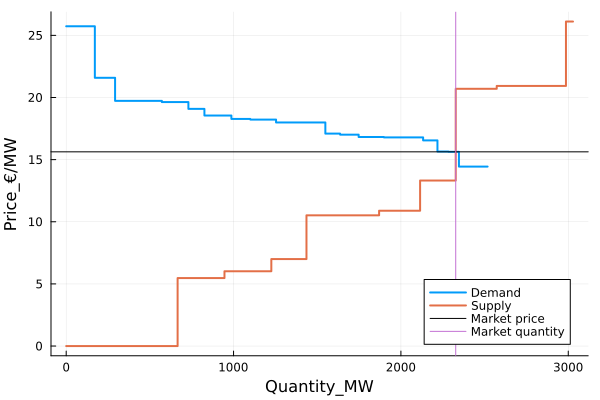 25
20
15
10
5
0
Price_€/MW
0
1000
2000
3000
Quantity_MW
Demand
Supply
Market price
Market quantity